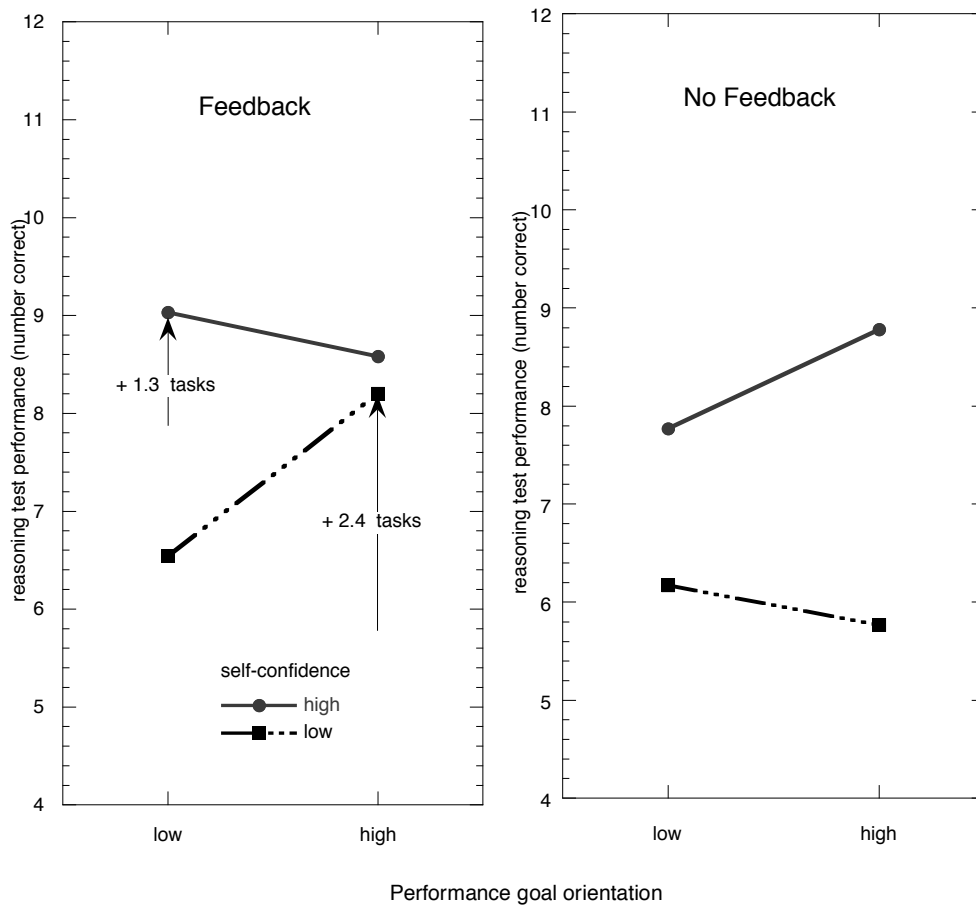 Feedback
reasoning test performance (number correct)
12
11
10
9
8
7
6
5
4
+ 1.3 tasks
+ 2.4 tasks
self-confidence
high
low
low
high
No Feedback
reasoning test performance (number correct)
12
11
10
9
8
7
6
5
4
low
high
Performance goal orientation